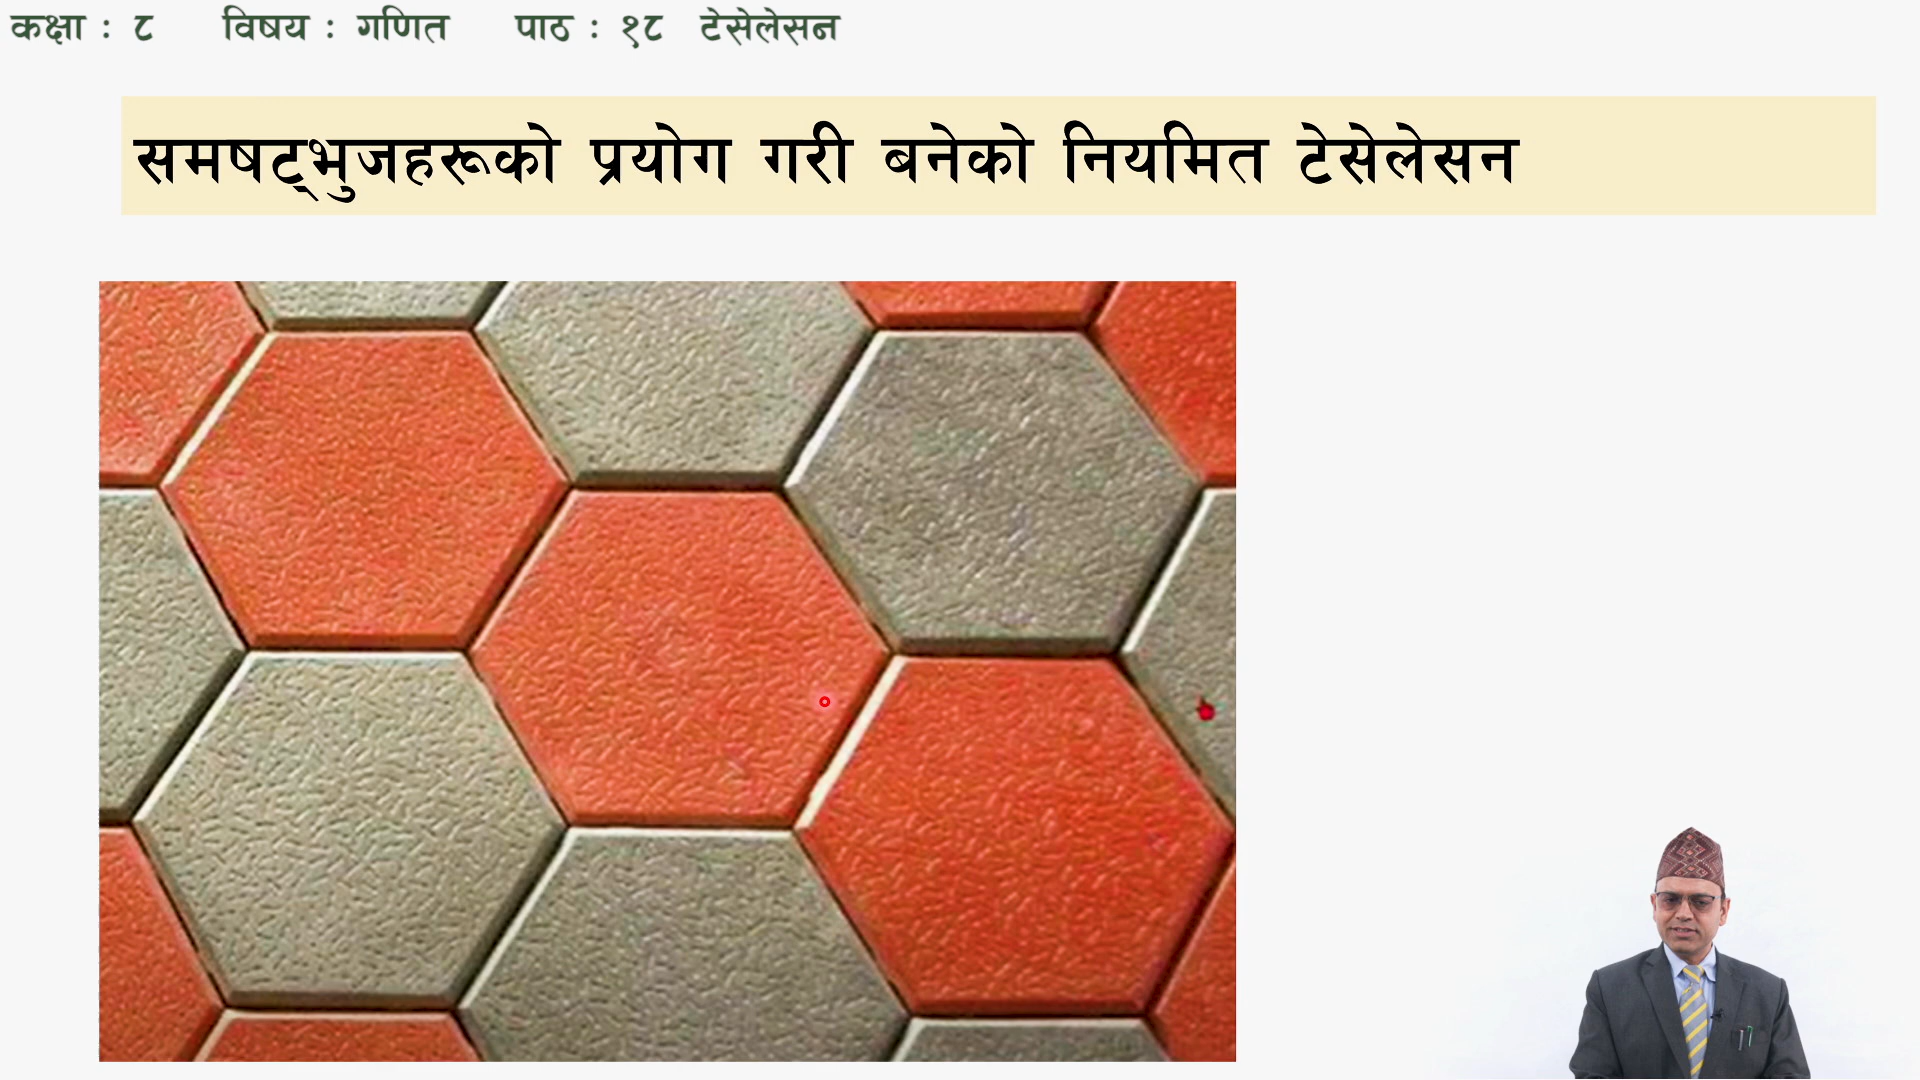 कक्षा : ८ विषय : गणित पाठ : १८ टेसेलेसन
समषट्भुजहरूको प्रयोग गरी बनेको नियमित टेसेलेसन